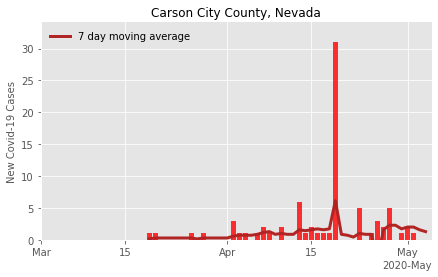 Carson City County, Nevada
7 day moving average
New Covid-19 Cases
30
25
20
15
10
5
0
Mar 15 Apr 15 May
2020-May